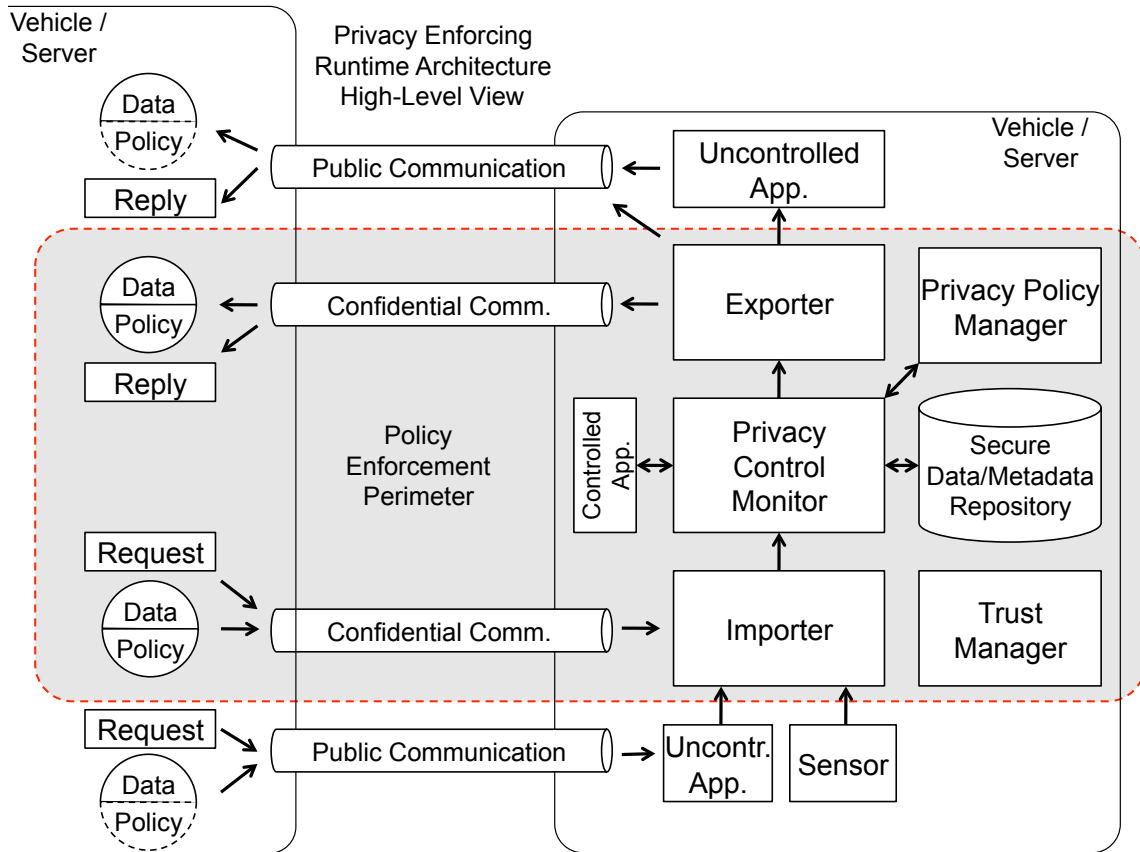 Vehicle /
Server
Privacy Enforcing
Runtime Architecture
High-Level View
Vehicle /
Server
Data
Policy
Reply
Public Communication
Uncontrolled
App.
Data
Policy
Reply
Confidential Comm.
Exporter
Privacy Policy
Manager
Policy
Enforcement
Perimeter
Controlled
App.
Privacy
Control
Monitor
Secure
Data/Metadata
Repository
Request
Data
Policy
Confidential Comm.
Importer
Trust
Manager
Request
Data
Policy
Public Communication
Uncontr.
App.
Sensor